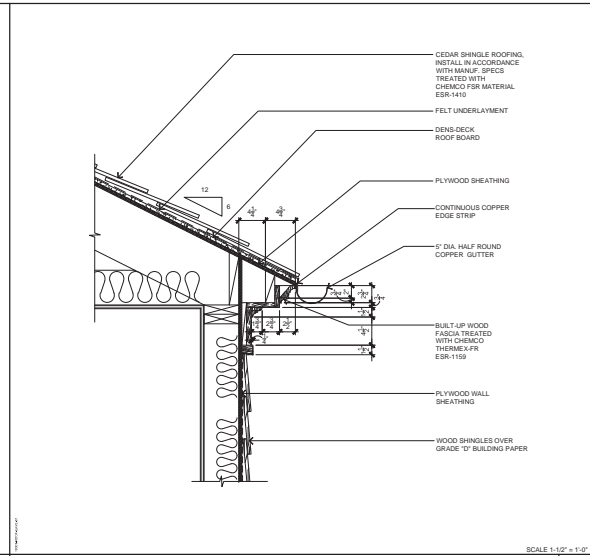 CEDAR SHINGLE ROOFING,
INSTALL IN ACCORDANCE
WITH MANUF. SPECS
TREATED WITH
CHEMCO FSR MATERIAL
ESR-1410
FELT UNDERLAYMENT
DENS-DECK
ROOF BOARD
PLYWOOD SHEATHING
12
6
CONTINUOUS COPPER
EDGE STRIP
5" DIA. HALF ROUND
COPPER GUTTER
BUILT-UP WOOD
FASCIA TREATED
WITH CHEMCO
THERMEX-FR
ESR-1159
PLYWOOD WALL
SHEATHING
WOOD SHINGLES OVER
GRADE "D" BUILDING PAPER
SCALE 1-1/2" = 1'-0"